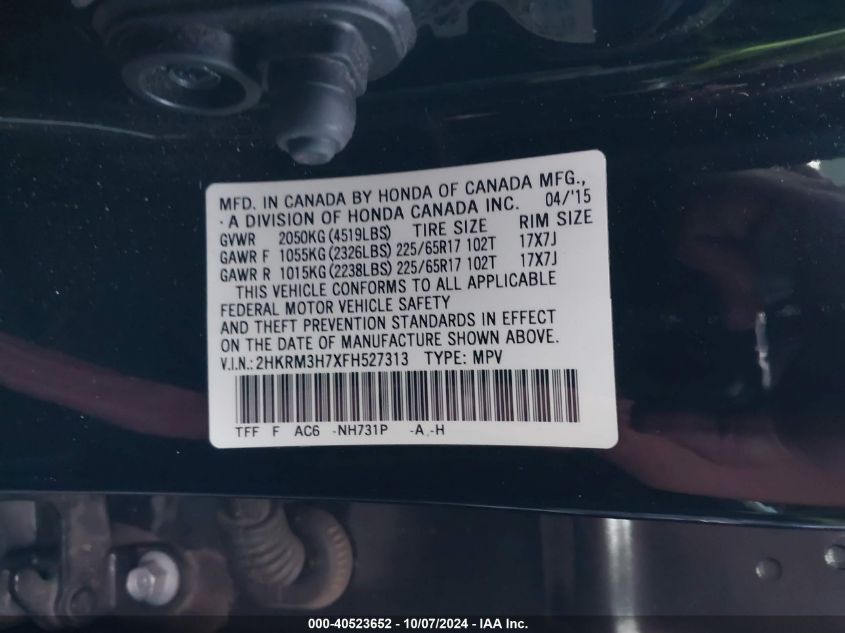 MFD. IN CANADA BY HONDA OF CANADA MFG.,
A DIVISION OF HONDA CANADA INC. 04/'15
GVWR 2050KG (4519LBS) TIRE SIZE RIM SIZE
GAWR F 1055KG (2326LBS) 225/65R17 102T 17X7J
GAWR R 1015KG (2238LBS) 225/65R17 102T 17X7J
THIS VEHICLE CONFORMS TO ALL APPLICABLE
FEDERAL MOTOR VEHICLE SAFETY
AND THEFT PREVENTION STANDARDS IN EFFECT
ON THE DATE OF MANUFACTURE SHOWN ABOVE.
V.I.N.: 2HKRM3H7XFH527313 TYPE: MPV
TFF F AC6 -NH731P -A,-H
000-40523652 - 10/07/2024 - IAA Inc.